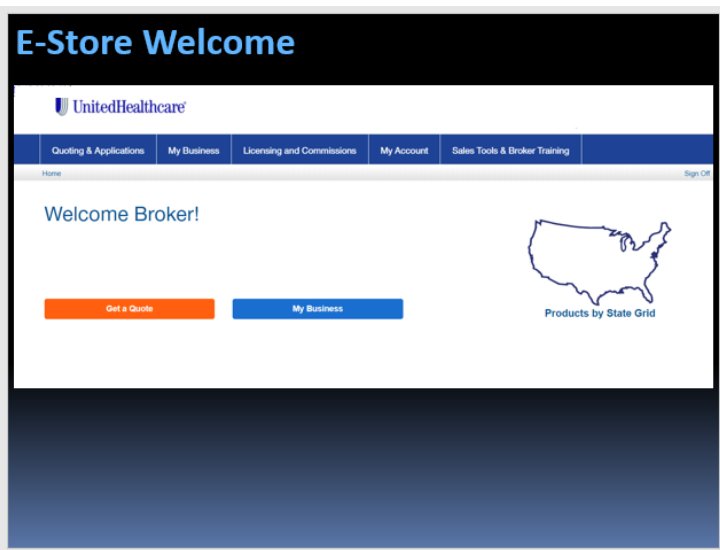 E-Store Welcome
UnitedHealthcare®
Quoting & Applications My Business Licensing and Commissions My Account Sales Tools & Broker Training
Home Sign Off
Welcome Broker!
Get a Quote My Business
Products by State Grid